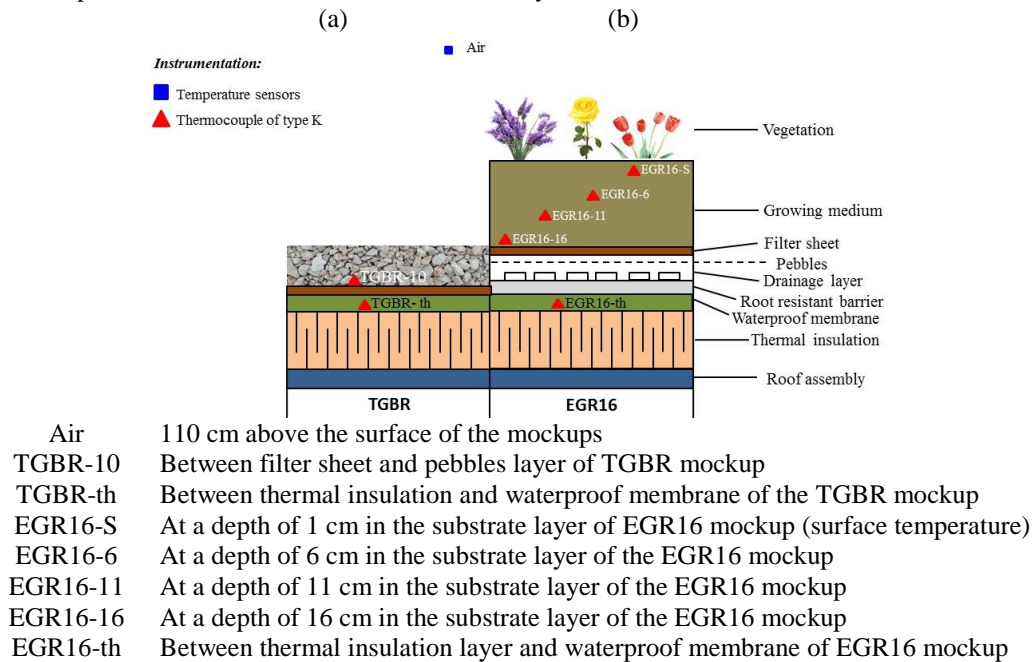 (a) (b)
Air
Instrumentation:
Temperature sensors
Thermocouple of type K
Vegetation
EGR16-S
EGR16-6
EGR16-11
Growing medium
EGR16-16
Filter sheet
Pebbles
TGBR-10
Drainage layer
TGBR- th
EGR16-th
Root resistant barrier
Waterproof membrane
Thermal insulation
Roof assembly
TGBR EGR16
Air 110 cm above the surface of the mockups
TGBR-10 Between filter sheet and pebbles layer of TGBR mockup
TGBR-th Between thermal insulation and waterproof membrane of the TGBR mockup
EGR16-S At a depth of 1 cm in the substrate layer of EGR16 mockup (surface temperature)
EGR16-6 At a depth of 6 cm in the substrate layer of the EGR16 mockup
EGR16-11 At a depth of 11 cm in the substrate layer of the EGR16 mockup
EGR16-16 At a depth of 16 cm in the substrate layer of the EGR16 mockup
EGR16-th Between thermal insulation layer and waterproof membrane of EGR16 mockup